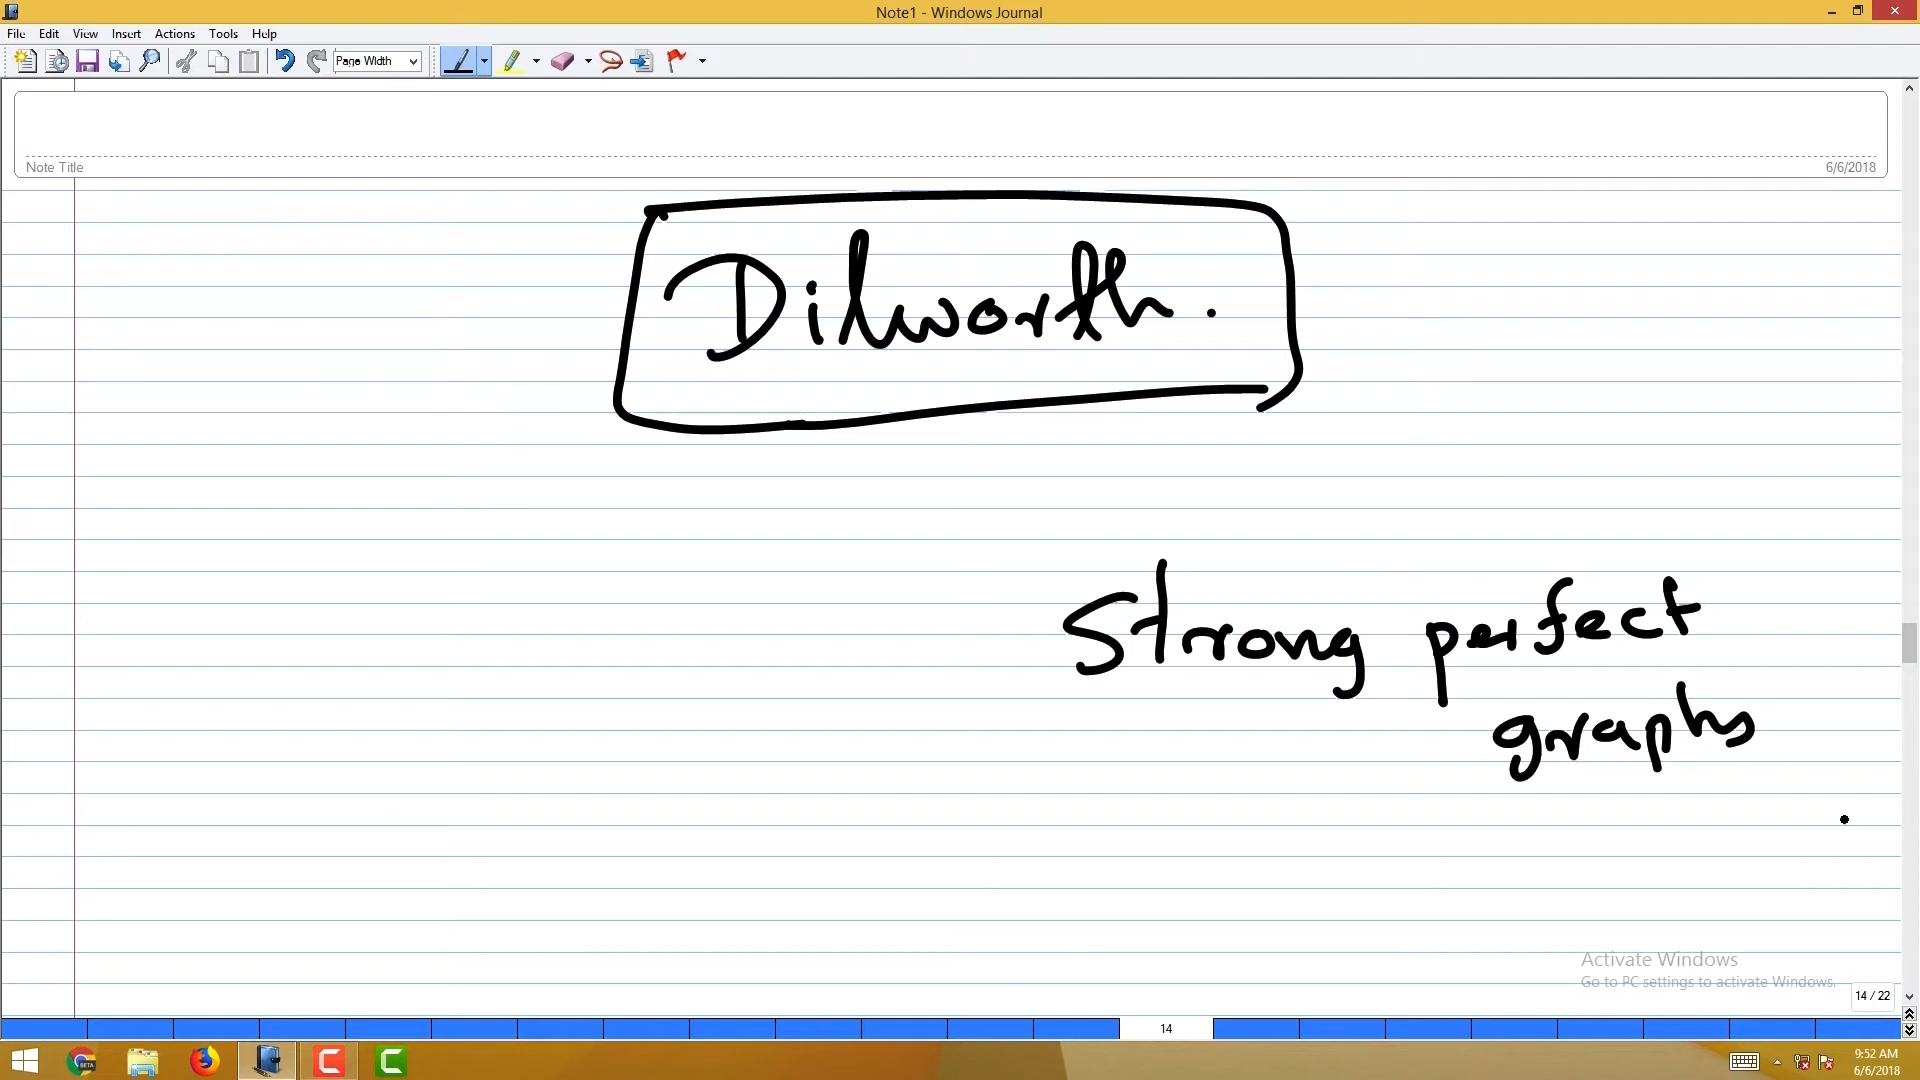 Note1 - Windows Journal
File Edit View Insert Actions Tools Help
Page Width
Note Title
6/6/2018
Dilworth.
Strong perfect
graphs
Activate Windows
Go to PC settings to activate Windows.
14 / 22
14
BETA
9:52 AM
6/6/2018